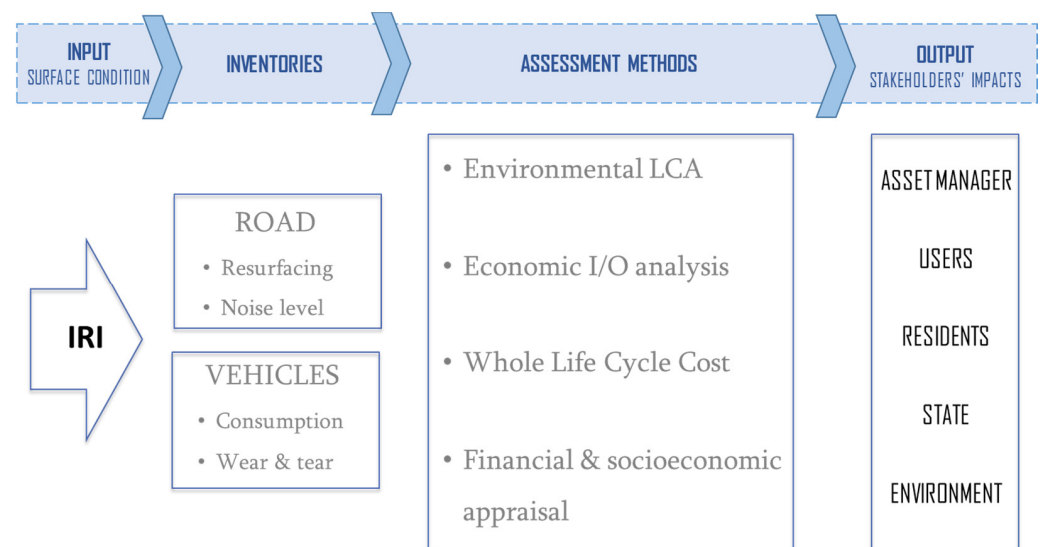 INPUT
SURFACE CONDITION
INVENTORIES
ASSESSMENT METHODS
OUTPUT
STAKEHOLDERS' IMPACTS
IRI
ROAD
• Resurfacing
• Noise level
VEHICLES
• Consumption
• Wear & tear
• Environmental LCA
• Economic I/O analysis
• Whole Life Cycle Cost
• Financial & socioeconomic
appraisal
ASSET MANAGER
USERS
RESIDENTS
STATE
ENVIRONMENT